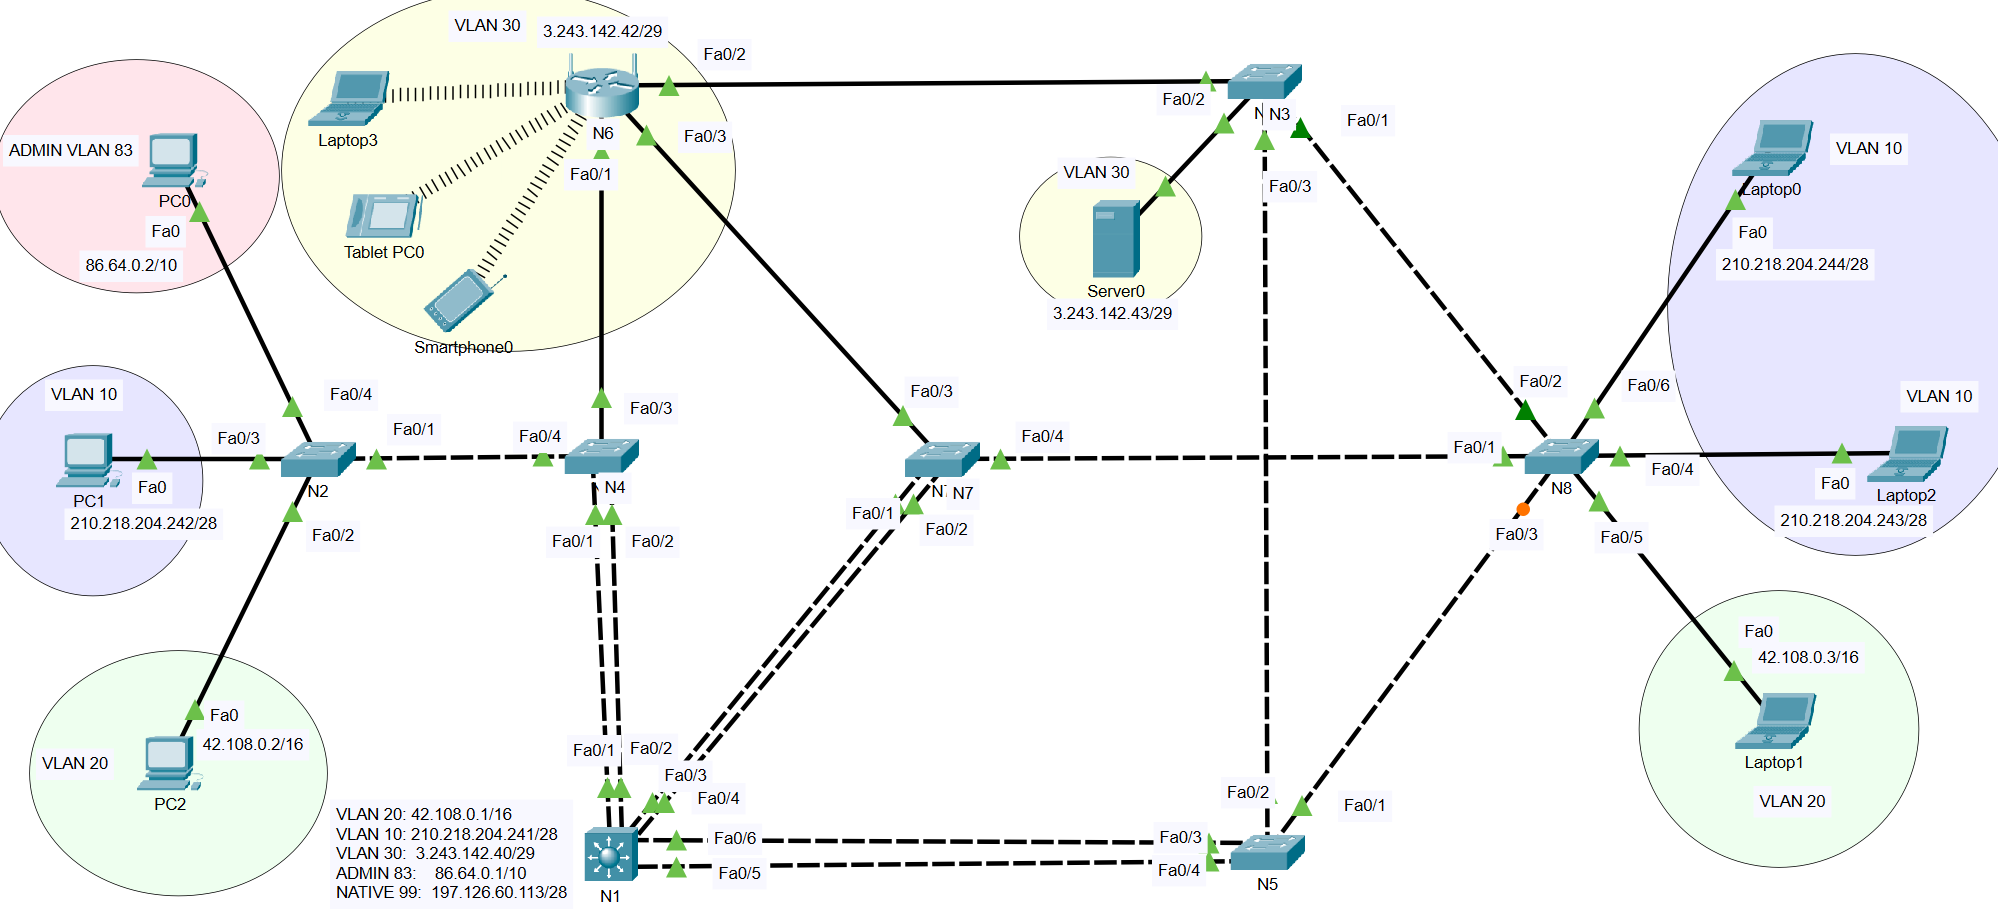 VLAN 30
3.243.142.42/29
Fa0/2
Laptop3
N6
Fa0/3
Fa0/1
Tablet PC0
Smartphone0
ADMIN VLAN 83
PC0
Fa0
86.64.0.2/10
Fa0/2
N3
Fa0/1
Fa0/3
VLAN 30
Server0
3.243.142.43/29
VLAN 10
Laptop0
Fa0
210.218.204.244/28
VLAN 10
Fa0
Laptop2
210.218.204.243/28
VLAN 10
PC1
Fa0
210.218.204.242/28
Fa0/4
Fa0/3
Fa0/1
N2
Fa0/2
Fa0/3
Fa0/4
N4
Fa0/1
Fa0/2
Fa0/3
Fa0/4
N7
Fa0/1
Fa0/2
Fa0/2
Fa0/6
Fa0/1
Fa0/4
N8
Fa0/3
Fa0/5
Fa0
42.108.0.3/16
Laptop1
VLAN 20
Fa0
42.108.0.2/16
VLAN 20
PC2
Fa0/1
Fa0/2
Fa0/3
Fa0/4
Fa0/6
Fa0/5
N1
VLAN 20: 42.108.0.1/16
VLAN 10: 210.218.204.241/28
VLAN 30: 3.243.142.40/29
ADMIN 83: 86.64.0.1/10
NATIVE 99: 197.126.60.113/28
Fa0/2
Fa0/1
Fa0/3
Fa0/4
N5